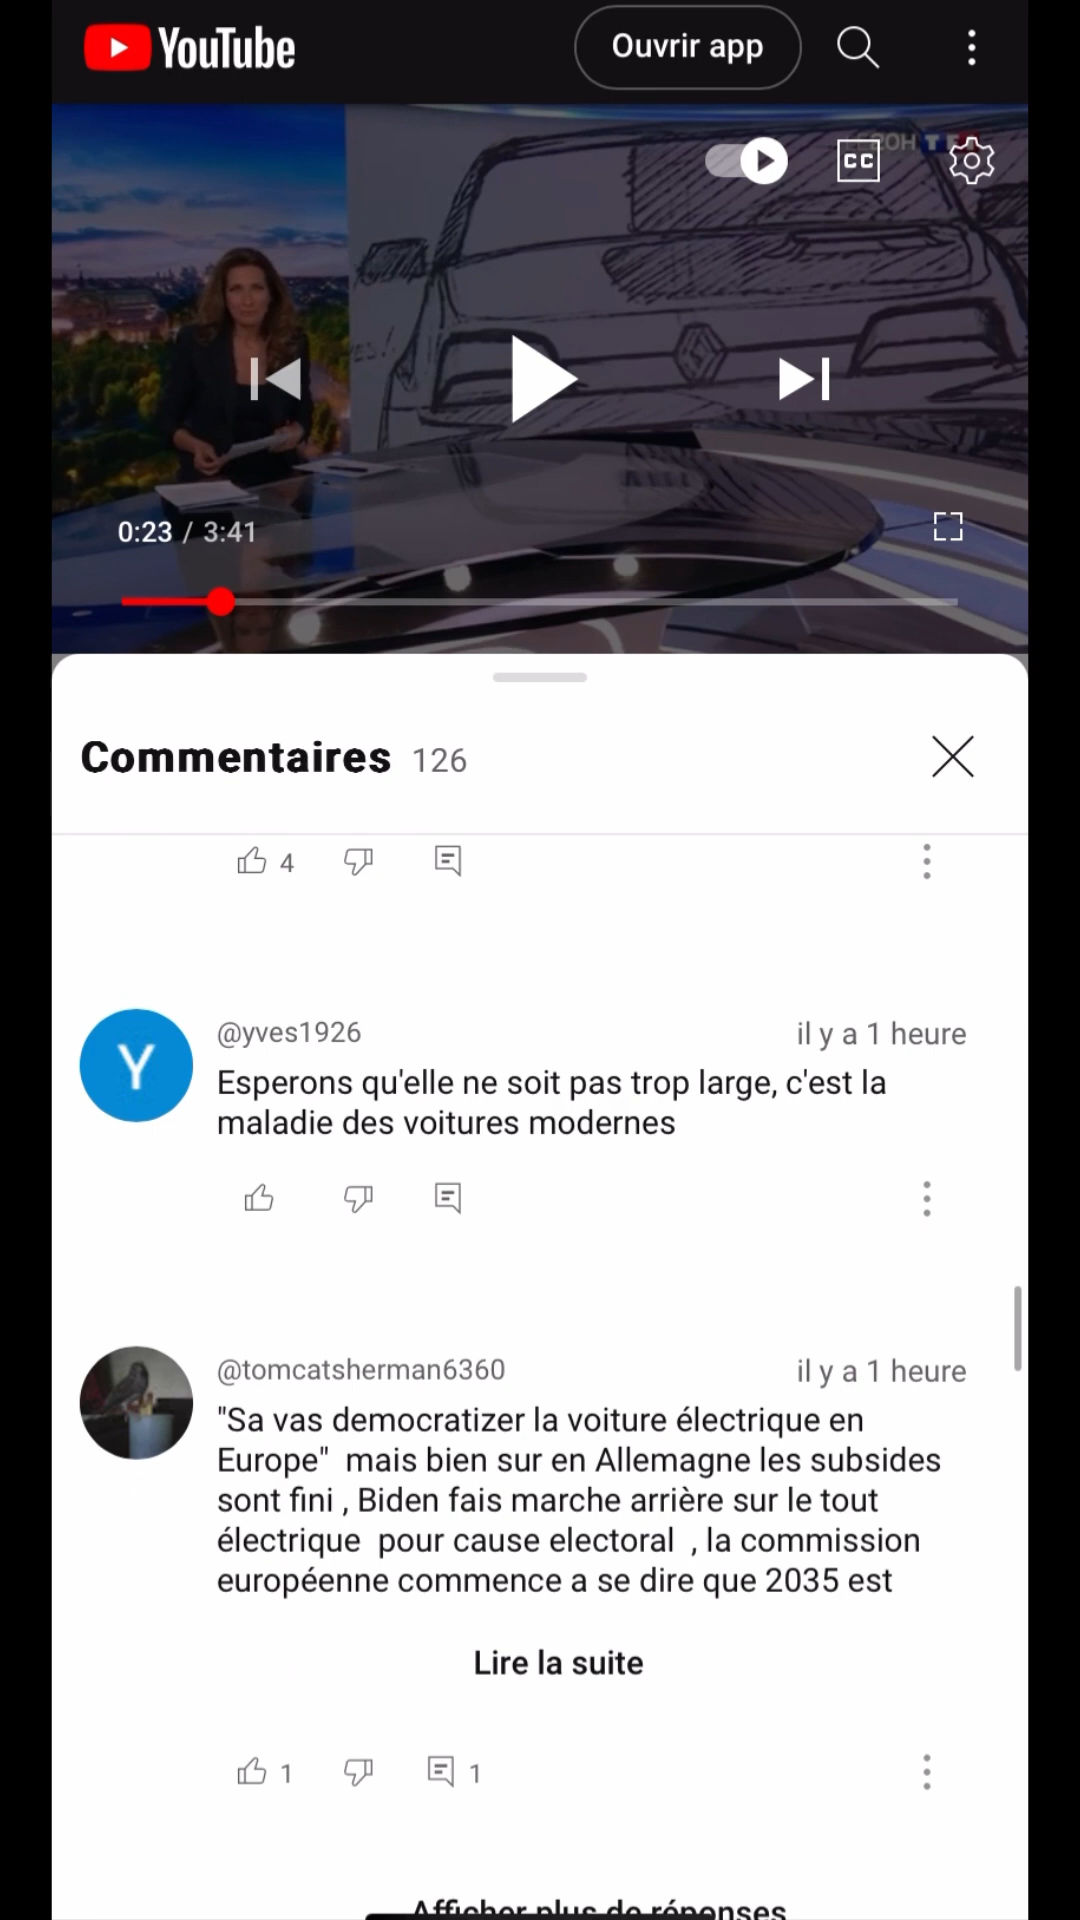 YouTube
Ouvrir app
CC
0:23 / 3:41
Commentaires 126
4
Y
@yves1926
il y a 1 heure
Esperons qu'elle ne soit pas trop large, c'est la
maladie des voitures modernes
@tomcatsherman6360
il y a 1 heure
"Sa vas democratizer la voiture électrique en
Europe"  mais bien sur en Allemagne les subsides
sont fini , Biden fais marche arrière sur le tout
électrique  pour cause electoral  , la commission
européenne commence a se dire que 2035 est
Lire la suite
1
1
Afficher plus de réponses